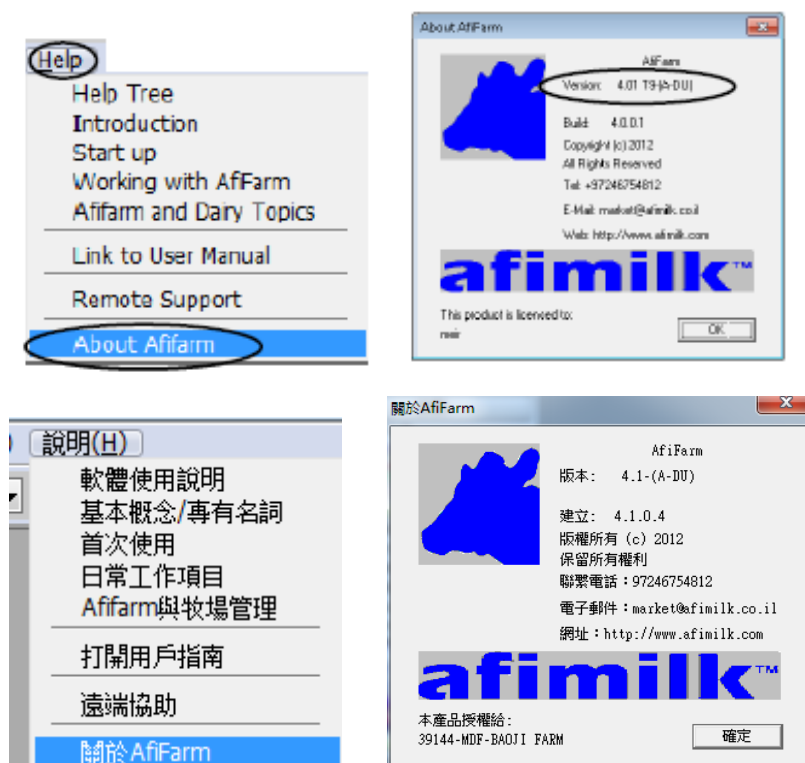 Help
Help Tree
Introduction
Start up
Working with AfFarm
Afifarm and Dairy Topics
Link to User Manual
Remote Support
About Afifarm
About AfiFarm
AfiFarm
Version: 4.01 T9-(A-DU)
Build: 4.0.0.1
Copyright (c) 2012
All Rights Reserved
Tel: +97246754812
E-Mail: market@afimilk.co.il
Web: http://www.afimilk.com
afimilk™
This product is licensed to:
OK
說明(H)
軟體使用說明
基本概念/專有名詞
首次使用
日常工作項目
Afifarm與牧場管理
打開用戶指南
遠端協助
關於AfiFarm
關於AfiFarm
AfiFarm
版本: 4.1-(A-DU)
建立: 4.1.0.4
版權所有 (c) 2012
保留所有權利
聯繫電話：97246754812
電子郵件：market@afimilk.co.il
網址：http://www.afimilk.com
afimilk™
本產品授權給:
39144-MDF-BAOJI FARM
確定